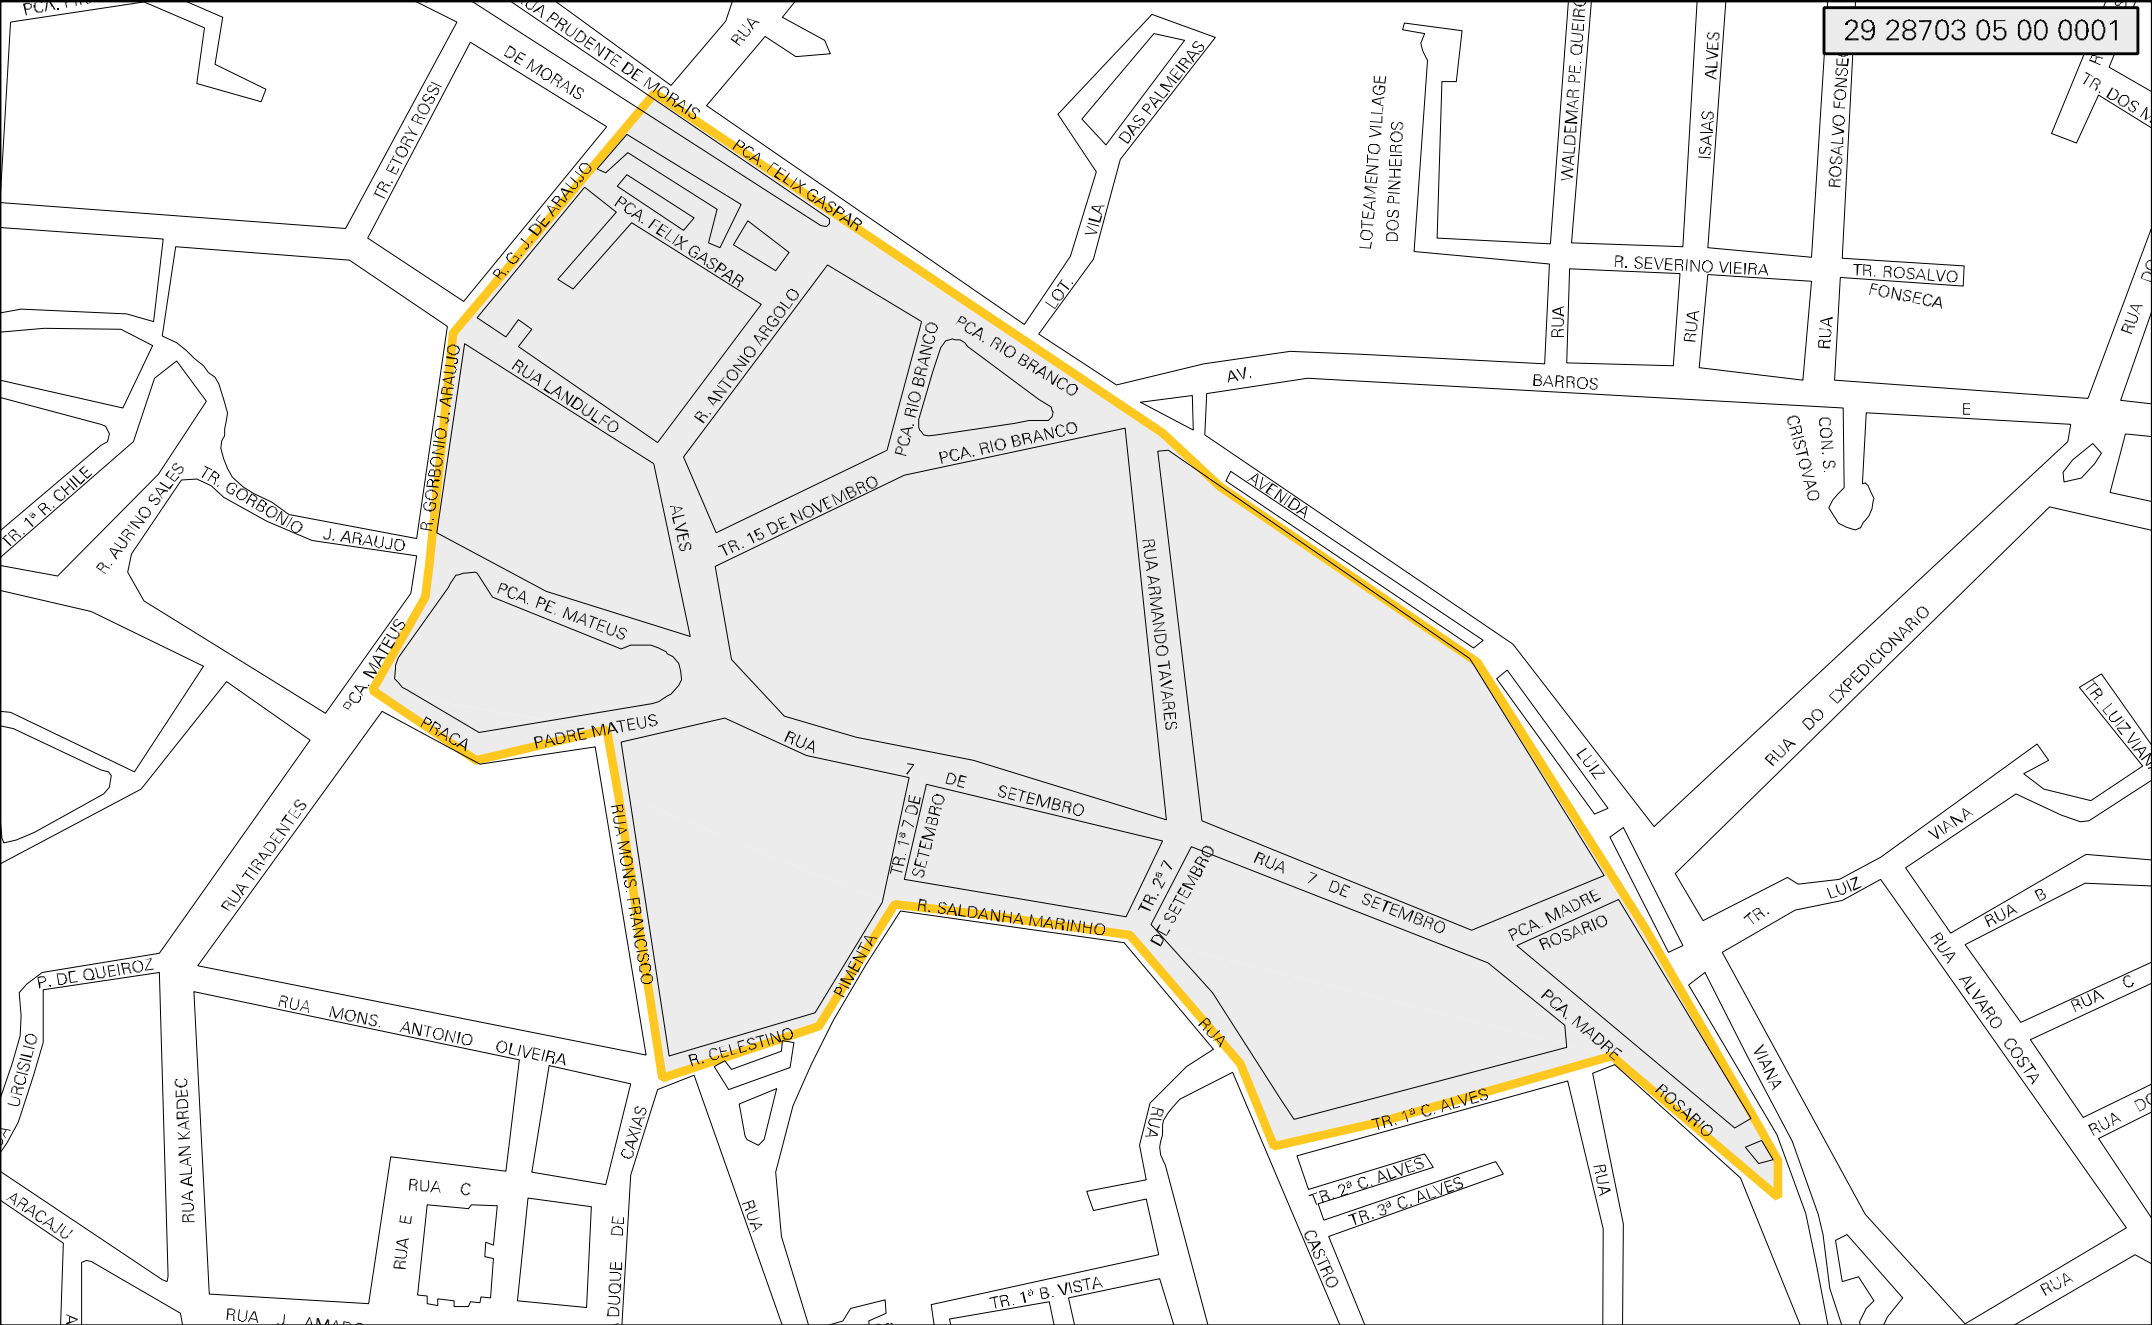 29 28703 05 00 0001
RUA PRUDENTE DE MORAIS
DE MORAIS
RUA
TR. ETORY ROSSI
PCA. FELIX GASPAR
R. G. J. DE ARAUJO
PCA. FELIX GASPAR
DAS PALMEIRAS
VILA
LOT.
LOTEAMENTO VILLAGE
DOS PINHEIROS
WALDEMAR PE. QUEIRO
ISAIAS ALVES
ROSALVO FONSE
TR. DOS M
R. SEVERINO VIEIRA
TR. ROSALVO
FONSECA
RUA
RUA
RUA
RUA DO
AV.
BARROS
E
CON. S.
CRISTOVAO
R. ANTONIO ARGOLO
PCA. RIO BRANCO
PCA. RIO BRANCO
PCA. RIO BRANCO
RUA LANDULFO
ALVES
R. GORBONIO J. ARAUJO
TR. 15 DE NOVEMBRO
AVENIDA
TR. 1ª R. CHILE
R. AURINO SALES
TR. GORBONIO
J. ARAUJO
PCA. PE. MATEUS
PCA. MATEUS
PRACA
PADRE MATEUS
RUA ARMANDO TAVARES
RUA DO EXPEDICIONARIO
TR. LUIZ VIANA
LUIZ
RUA
7
DE
SETEMBRO
TR. 1ª 7 DE
SETEMBRO
RUA MONS. FRANCISCO
RUA TIRADENTES
TR. 2ª 7
DE SETEMBRO
RUA 7 DE SETEMBRO
PCA. MADRE
ROSARIO
R. SALDANHA MARINHO
PIMENTA
R. CELESTINO
TR.
LUIZ
VIANA
RUA B
RUA C
RUA DO
RUA ALVARO COSTA
P. DE QUEIROZ
RUA MONS. ANTONIO OLIVEIRA
URCISILIO
RUA ALAN KARDEC
ARACAJU
RUA C
RUA E
CAXIAS
DUQUE DE
RUA
RUA
RUA
PCA. MADRE
ROSARIO
VIANA
TR. 1ª C. ALVES
TR. 2ª C. ALVES
TR. 3ª C. ALVES
CASTRO
RUA
TR. 1ª B. VISTA
RUA
RUA J. AMARO